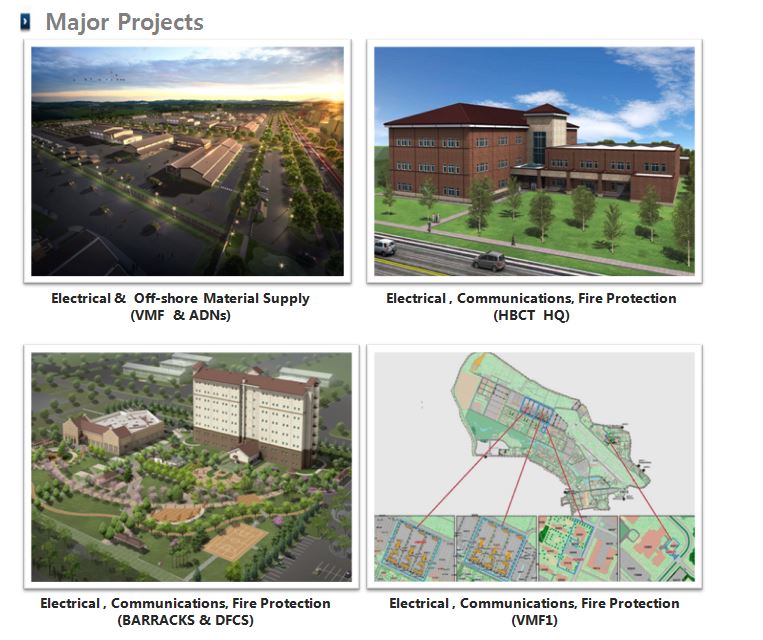 Major Projects
Electrical & Off-shore Material Supply
(VMF & ADNs)
Electrical , Communications, Fire Protection
(HBCT HQ)
Electrical , Communications, Fire Protection
(BARRACKS & DFCS)
Electrical , Communications, Fire Protection
(VMF1)